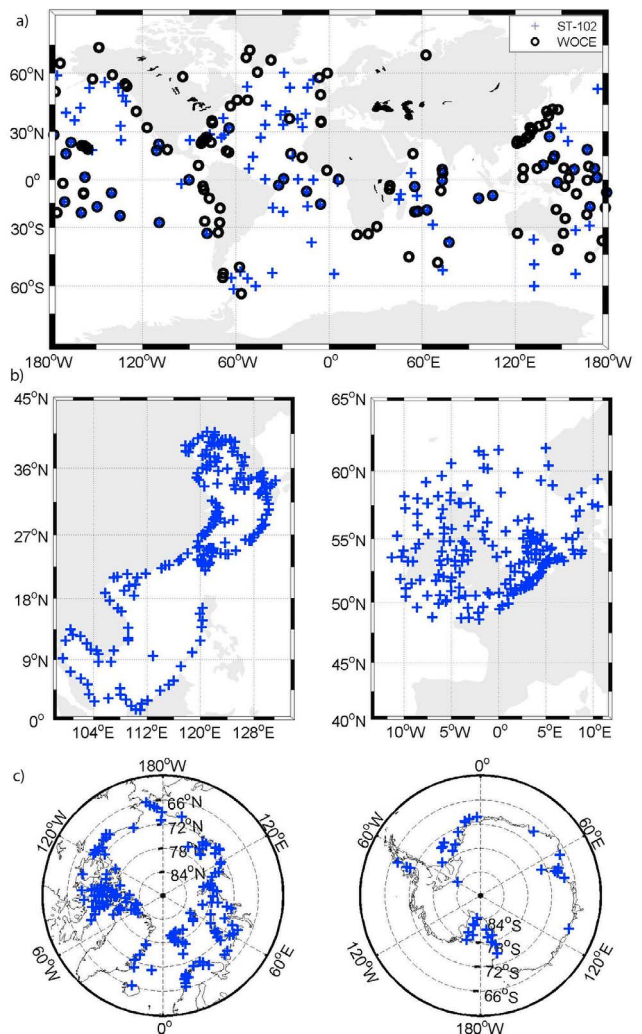 a)
+ ST-102
o WOCE
60°N
30°N
0°
30°S
60°S
180°W 120°W 60°W 0° 60°E 120°E 180°W
b)
45°N
36°N
27°N
18°N
9°N
0°
104°E 112°E 120°E 128°E
65°N
60°N
55°N
50°N
45°N
40°N
10°W 5°W 0° 5°E 10°E
c)
180°W
120°W
120°E
66°N
72°N
78°N
84°N
60°W
60°E
0°
0°
60°W
60°E
84°S
78°S
72°S
66°S
120°W
120°E
180°W